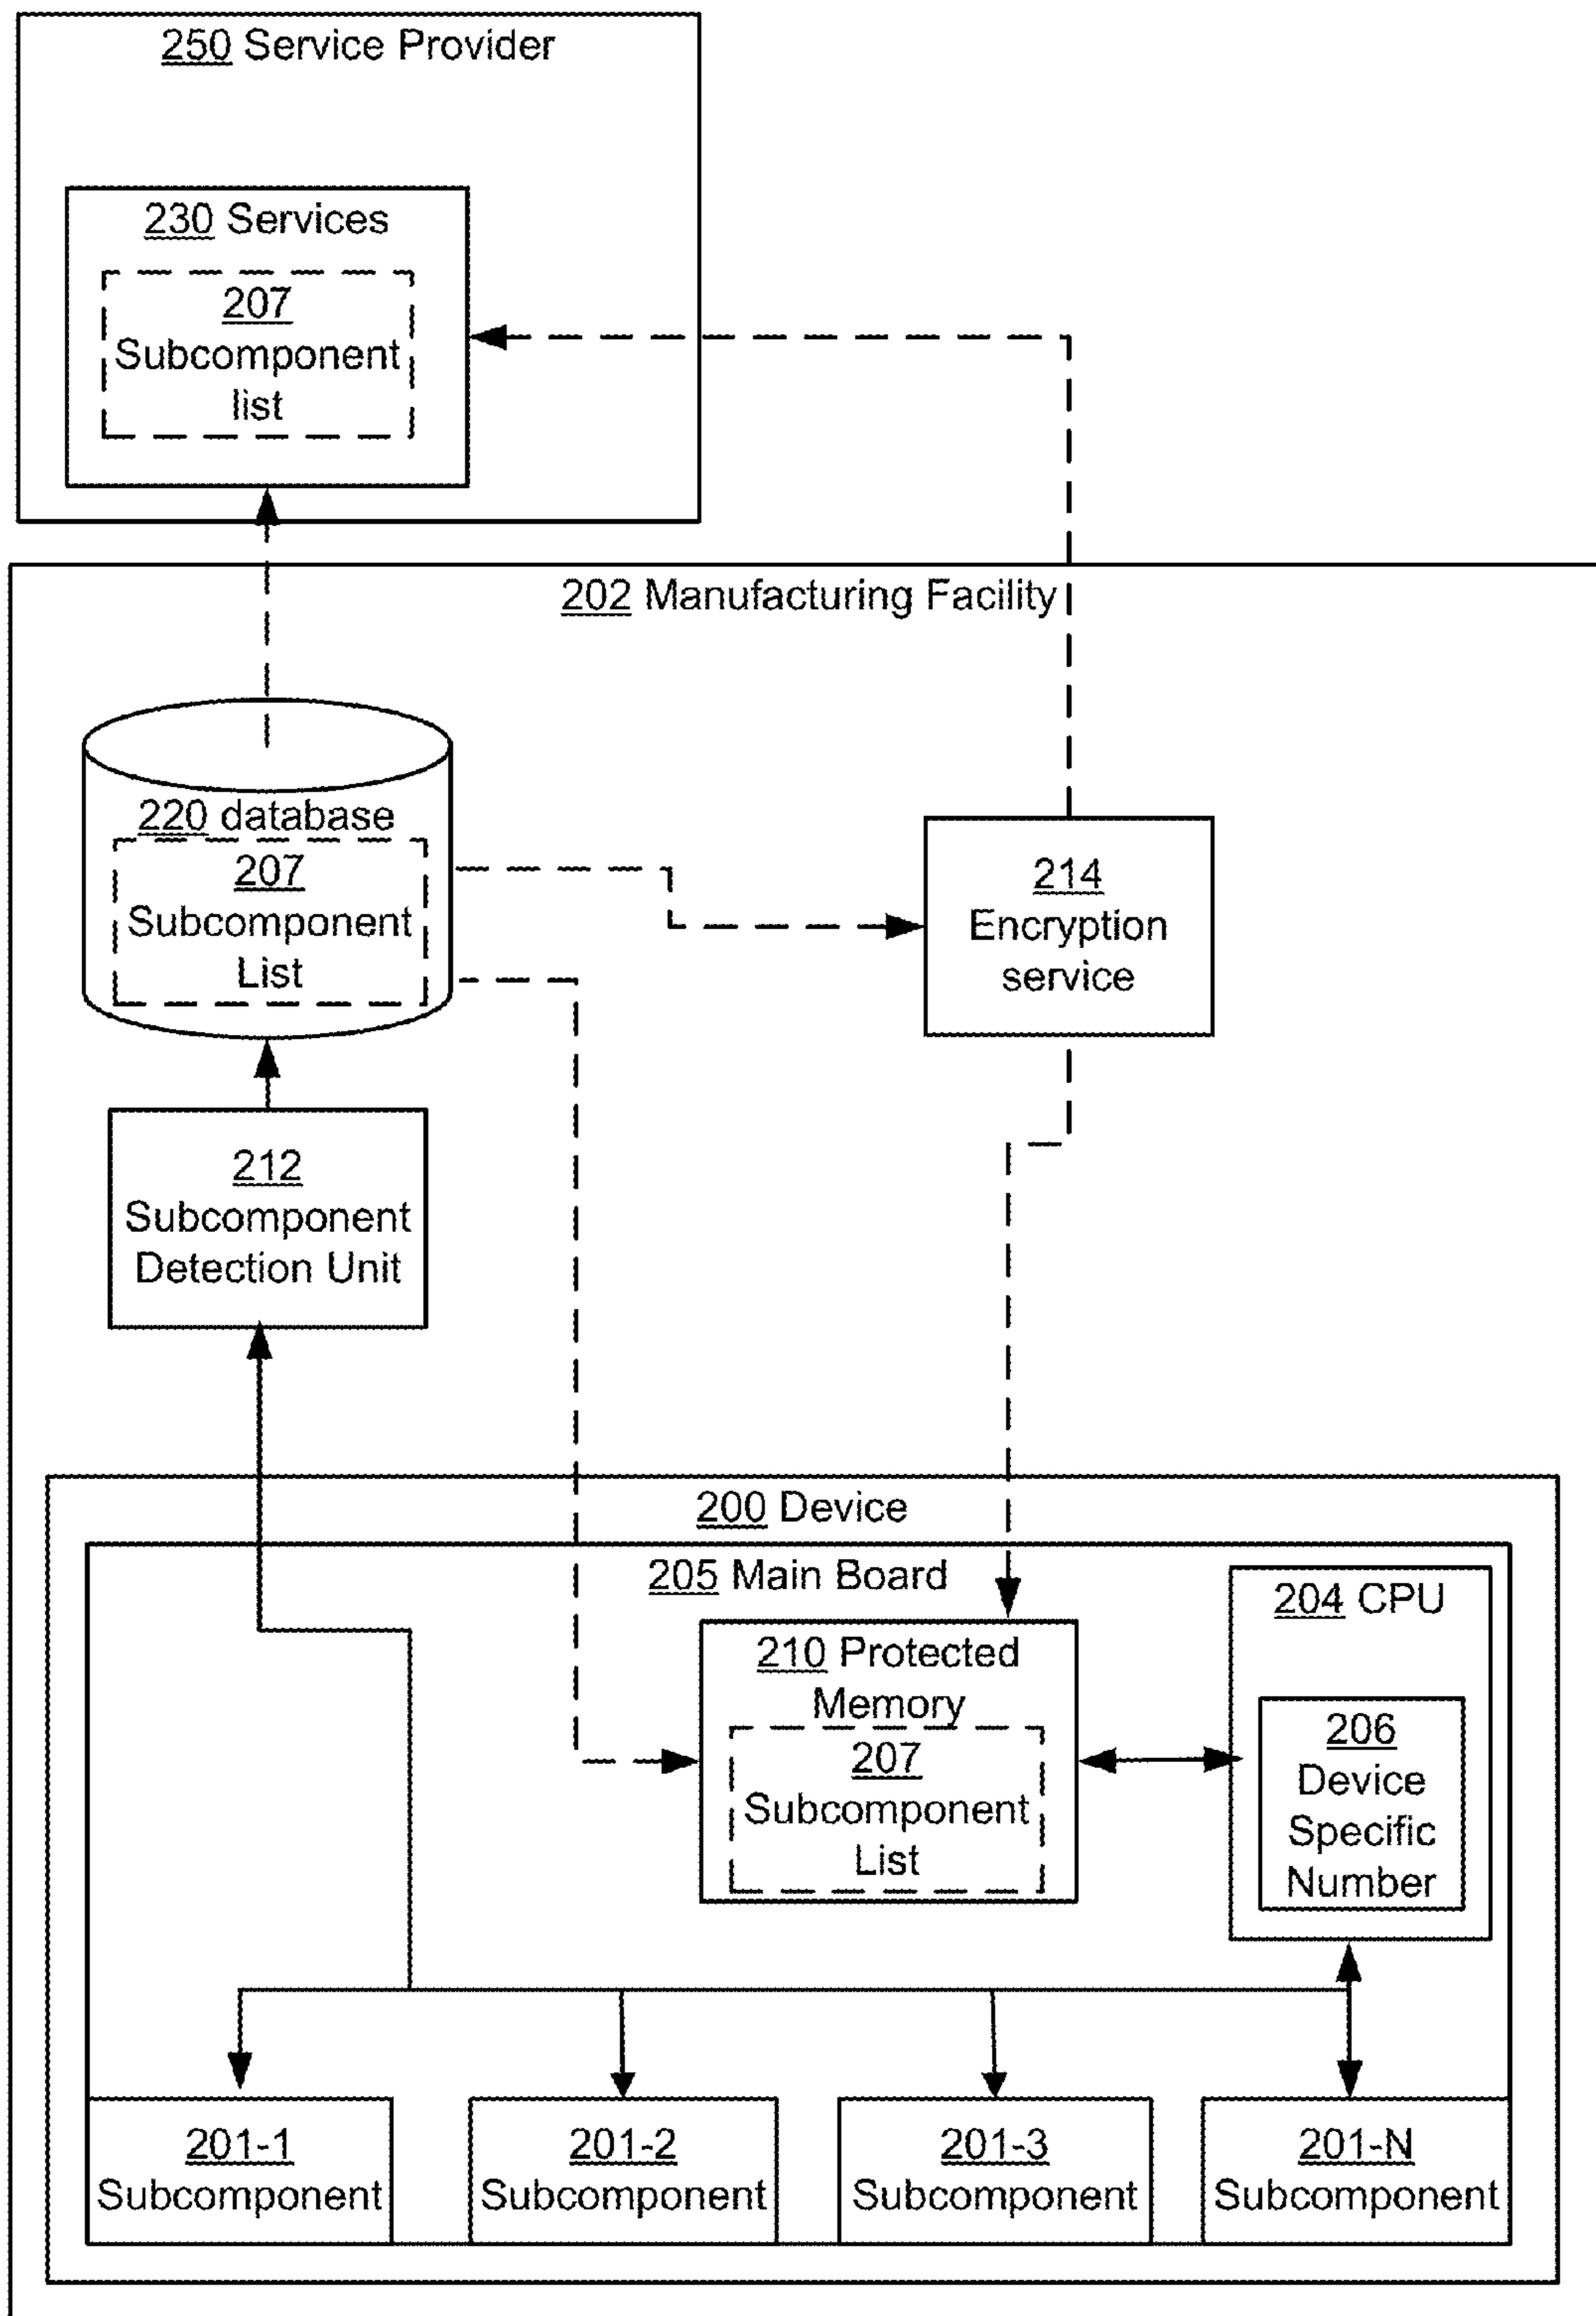 250 Service Provider
230 Services
207
Subcomponent
list
202 Manufacturing Facility
220 database
207
Subcomponent
List
214
Encryption
service
212
Subcomponent
Detection Unit
200 Device
205 Main Board
204 CPU
210 Protected
Memory
207
Subcomponent
List
206
Device
Specific
Number
201-1
Subcomponent
201-2
Subcomponent
201-3
Subcomponent
201-N
Subcomponent